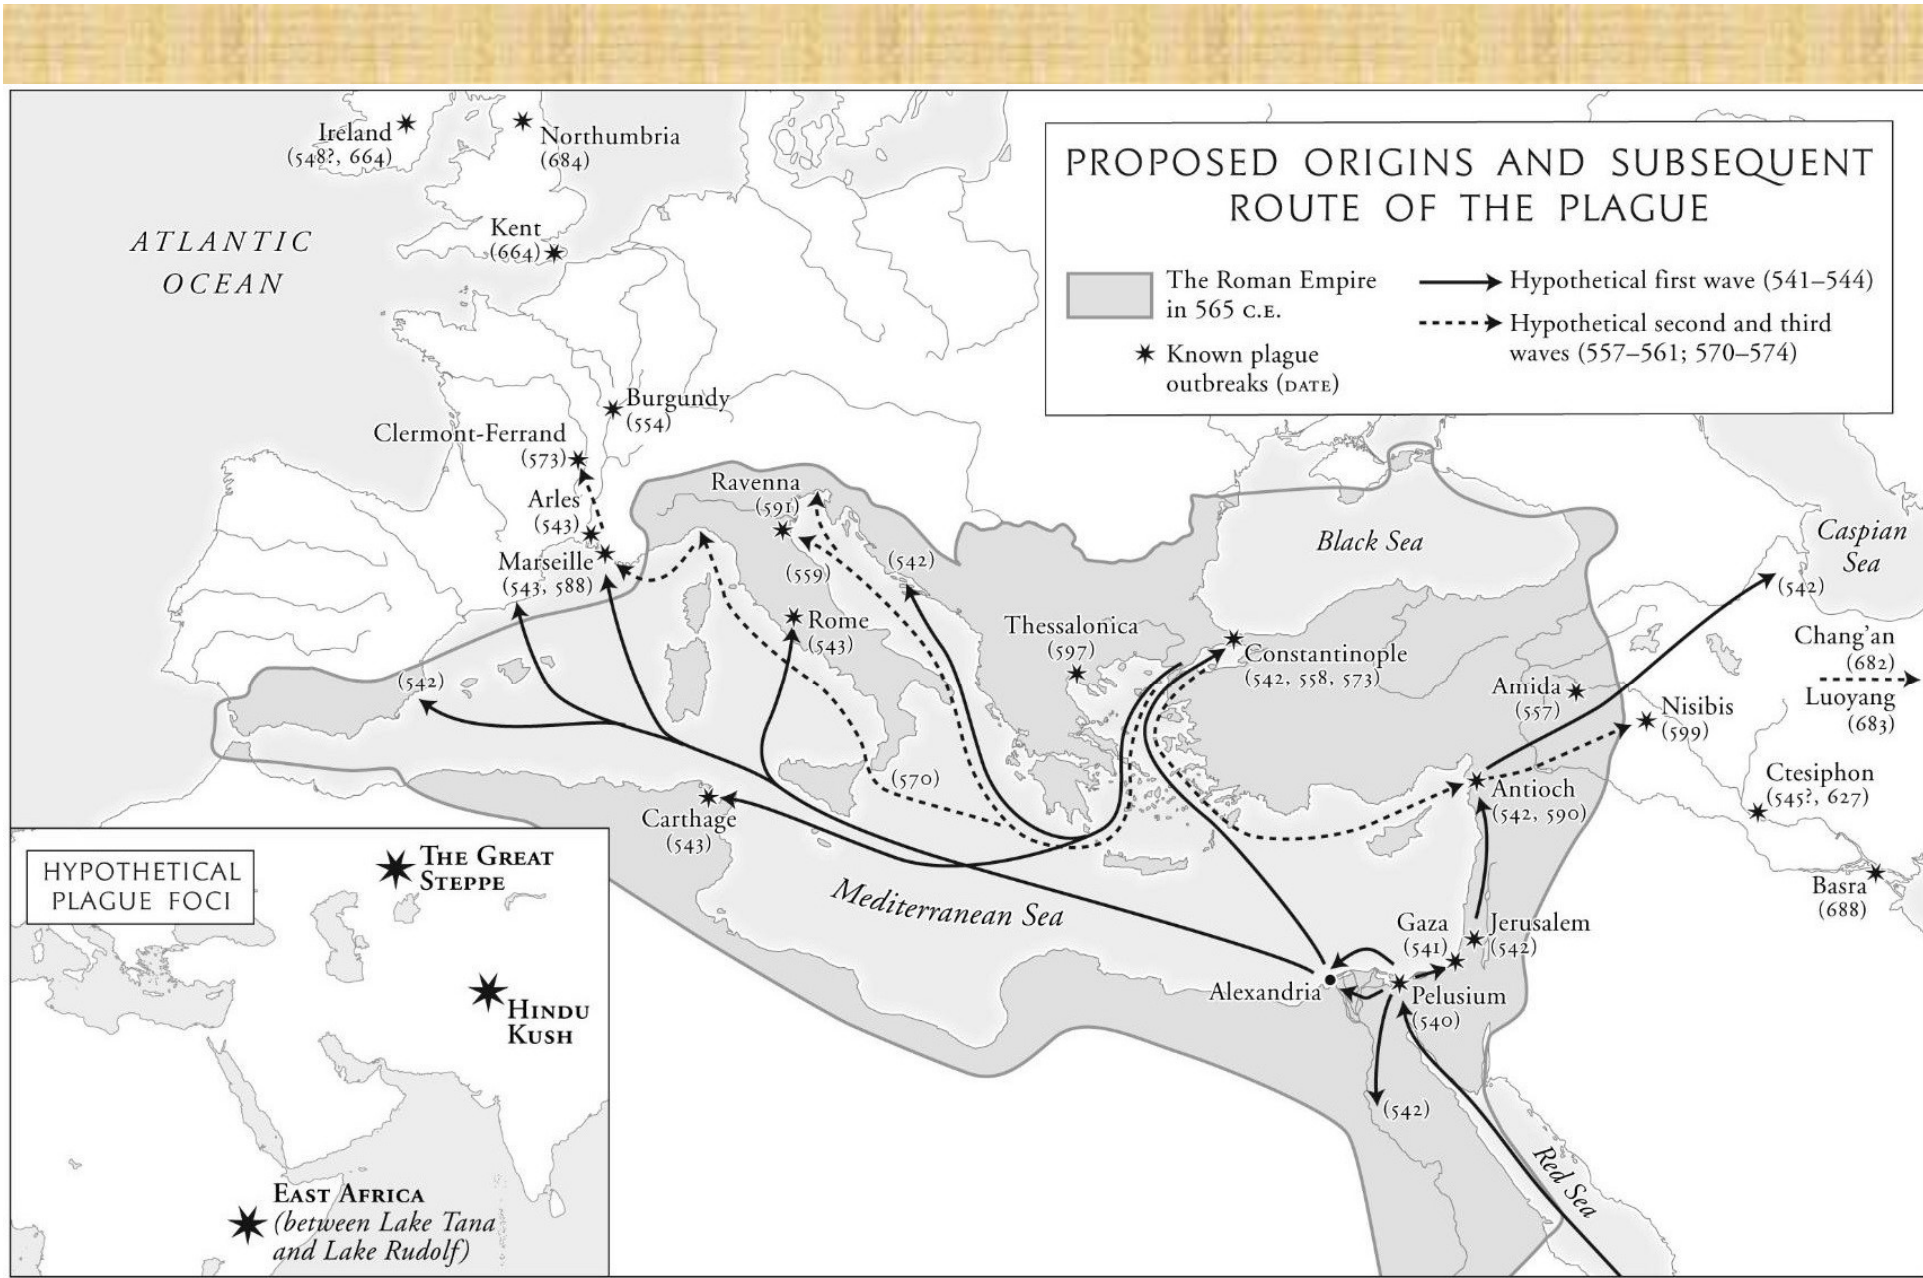 PROPOSED ORIGINS AND SUBSEQUENT
ROUTE OF THE PLAGUE
The Roman Empire
in 565 C.E.
Known plague
outbreaks (DATE)
Hypothetical first wave (541–544)
Hypothetical second and third
waves (557–561; 570–574)
Ireland
(548?, 664)
Northumbria
(684)
Kent
(664)
ATLANTIC
OCEAN
Burgundy
(554)
Clermont-Ferrand
(573)
Arles
(543)
Marseille
(543, 588)
Ravenna
(591)
(559)
(542)
Rome
(543)
(542)
Thessalonica
(597)
Constantinople
(542, 558, 573)
Black Sea
Caspian
Sea
(542)
Chang'an
(682)
Luoyang
(683)
Amida
(557)
Nisibis
(599)
Ctesiphon
(545?, 627)
Antioch
(542, 590)
Basra
(688)
(570)
Carthage
(543)
Mediterranean Sea
Gaza
(541)
Jerusalem
(542)
Alexandria
Pelusium
(540)
(542)
Red Sea
HYPOTHETICAL
PLAGUE FOCI
THE GREAT
STEPPE
HINDU
KUSH
EAST AFRICA
(between Lake Tana
and Lake Rudolf)